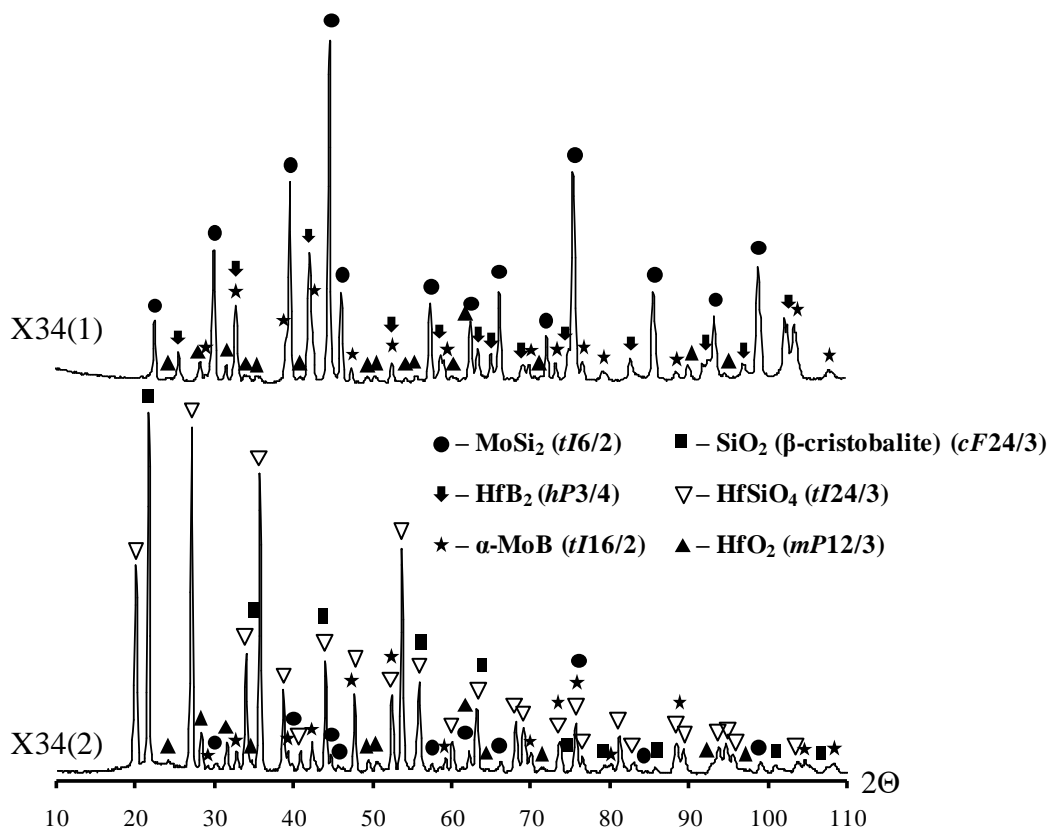 X34(1)
● – MoSi₂ (tI6/2) ■ – SiO₂ (β-cristobalite) (cF24/3)
🡇 – HfB₂ (hP3/4) ▽ – HfSiO₄ (tI24/3)
★ – α-MoB (tI16/2) ▲ – HfO₂ (mP12/3)
X34(2)
2Θ
10 20 30 40 50 60 70 80 90 100 110